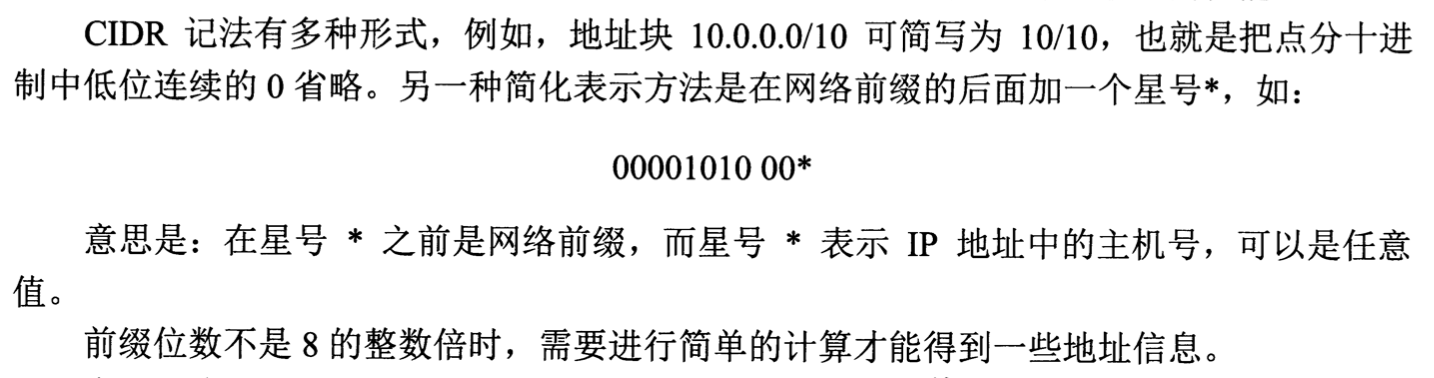 CIDR 记法有多种形式，例如，地址块 10.0.0.0/10 可简写为 10/10，也就是把点分十进
制中低位连续的 0 省略。另一种简化表示方法是在网络前缀的后面加一个星号*，如：
00001010 00*
意思是：在星号 * 之前是网络前缀，而星号 * 表示 IP 地址中的主机号，可以是任意
值。
前缀位数不是 8 的整数倍时，需要进行简单的计算才能得到一些地址信息。